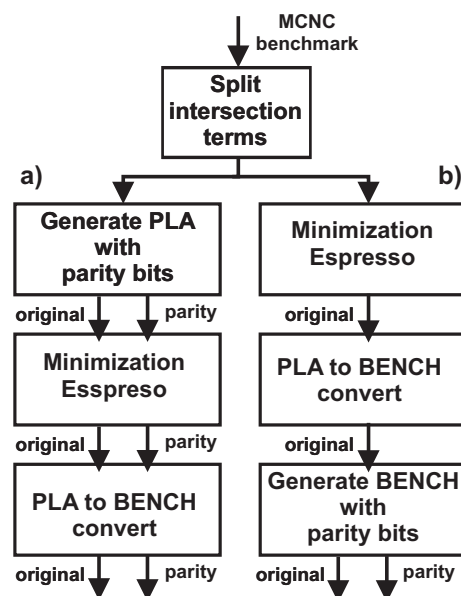 MCNC
benchmark
Split
intersection
terms
a)
Generate PLA
with
parity bits
original
parity
Minimization
Esspreso
original
parity
PLA to BENCH
convert
original
parity
b)
Minimization
Espresso
original
PLA to BENCH
convert
original
Generate BENCH
with
parity bits
original
parity